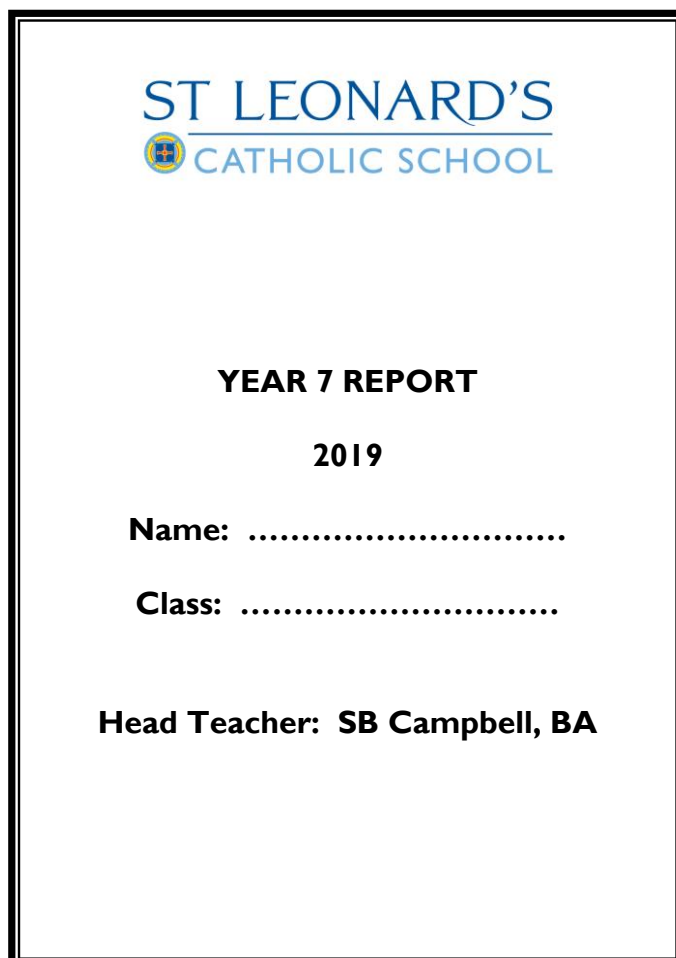 ST LEONARD'S
CATHOLIC SCHOOL
YEAR 7 REPORT
2019
Name: …………………………
Class: …………………………
Head Teacher: SB Campbell, BA